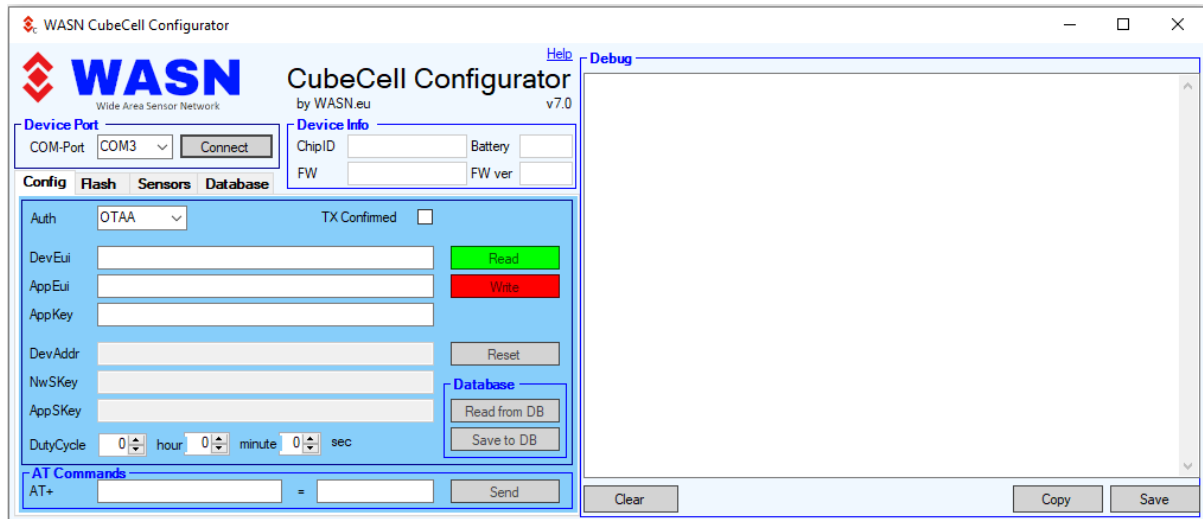 WASN CubeCell Configurator
Help
WASN
Wide Area Sensor Network
CubeCell Configurator
by WASN.eu
v7.0
Device Port
COM-Port COM3 Connect
Device Info
ChipID Battery
FW FW ver
Config Flash Sensors Database
Auth OTAA TX Confirmed
DevEui Read
AppEui Write
AppKey
DevAddr Reset
NwSKey
AppSKey
Database
Read from DB
Save to DB
DutyCycle 0 hour 0 minute 0 sec
AT Commands
AT+ = Send
Debug
Clear Copy Save